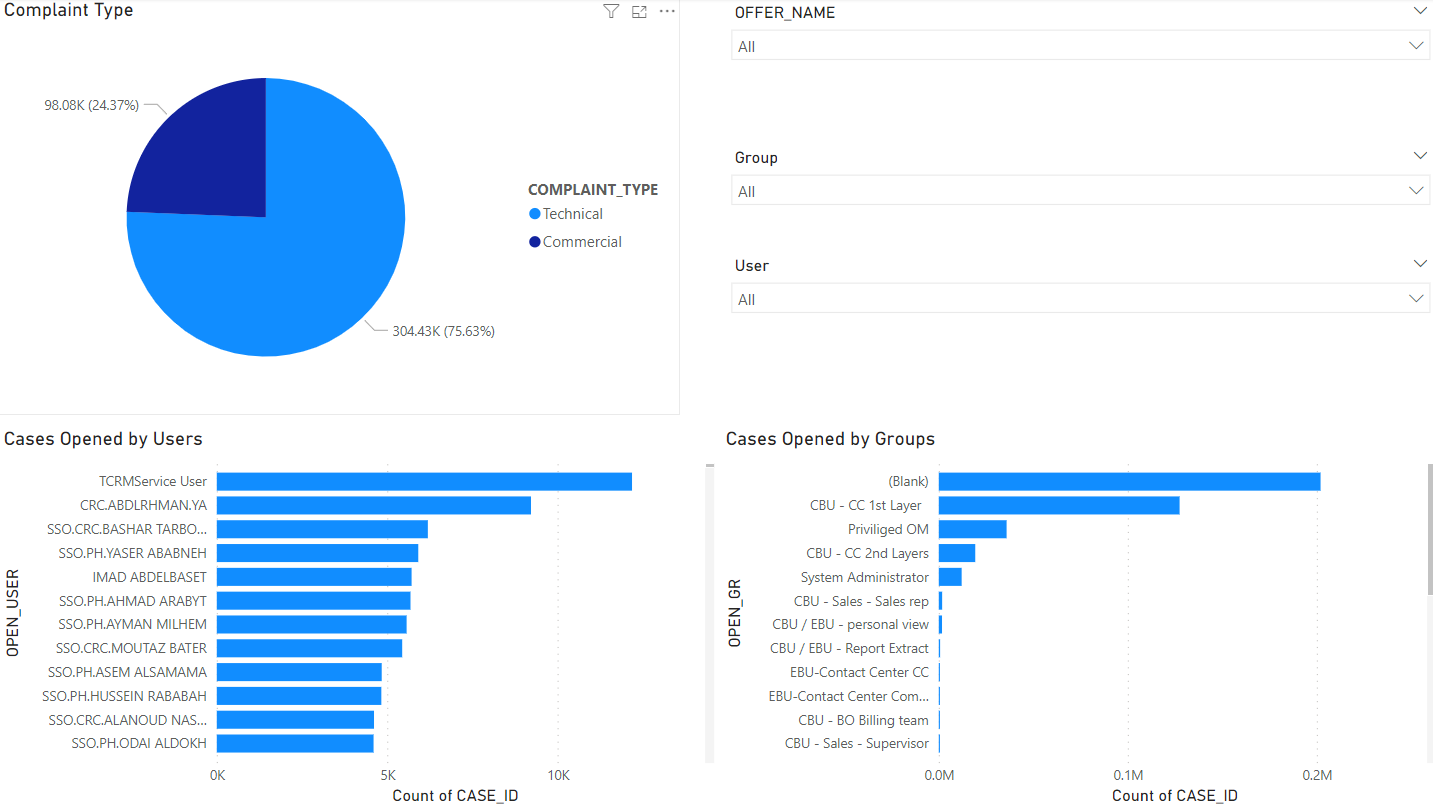 Complaint Type
98.08K (24.37%)
304.43K (75.63%)
COMPLAINT_TYPE
Technical
Commercial
OFFER_NAME
All
Group
All
User
All
Cases Opened by Users
OPEN_USER
TCRMService User
CRC.ABDLRHMAN.YA
SSO.CRC.BASHAR TARBO...
SSO.PH.YASER ABABNEH
IMAD ABDELBASET
SSO.PH.AHMAD ARABYT
SSO.PH.AYMAN MILHEM
SSO.CRC.MOUTAZ BATER
SSO.PH.ASEM ALSAMAMA
SSO.PH.HUSSEIN RABABAH
SSO.CRC.ALANOUD NAS...
SSO.PH.ODAI ALDOKH
0K 5K 10K
Count of CASE_ID
Cases Opened by Groups
OPEN_GR
(Blank)
CBU - CC 1st Layer
Priviliged OM
CBU - CC 2nd Layers
System Administrator
CBU - Sales - Sales rep
CBU / EBU - personal view
CBU / EBU - Report Extract
EBU-Contact Center CC
EBU-Contact Center Com...
CBU - BO Billing team
CBU - Sales - Supervisor
0.0M 0.1M 0.2M
Count of CASE_ID